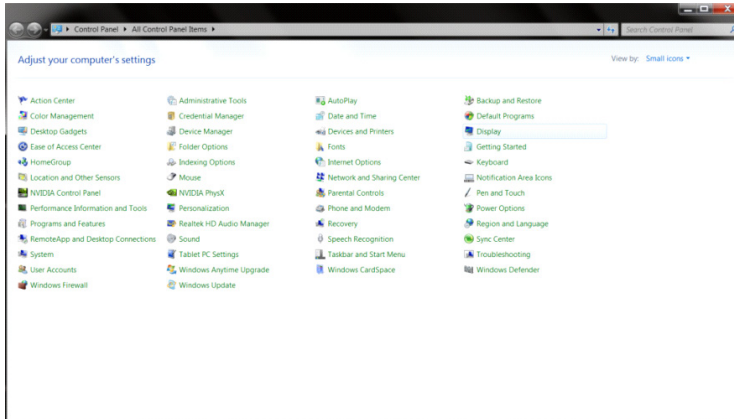 Control Panel ▸ All Control Panel Items ▸
Search Control Panel
Adjust your computer's settings
View by: Small icons
Action Center
Administrative Tools
AutoPlay
Backup and Restore
Color Management
Credential Manager
Date and Time
Default Programs
Desktop Gadgets
Device Manager
Devices and Printers
Display
Ease of Access Center
Folder Options
Fonts
Getting Started
HomeGroup
Indexing Options
Internet Options
Keyboard
Location and Other Sensors
Mouse
Network and Sharing Center
Notification Area Icons
NVIDIA Control Panel
NVIDIA PhysX
Parental Controls
Pen and Touch
Performance Information and Tools
Personalization
Phone and Modem
Power Options
Programs and Features
Realtek HD Audio Manager
Recovery
Region and Language
RemoteApp and Desktop Connections
Sound
Speech Recognition
Sync Center
System
Tablet PC Settings
Taskbar and Start Menu
Troubleshooting
User Accounts
Windows Anytime Upgrade
Windows CardSpace
Windows Defender
Windows Firewall
Windows Update